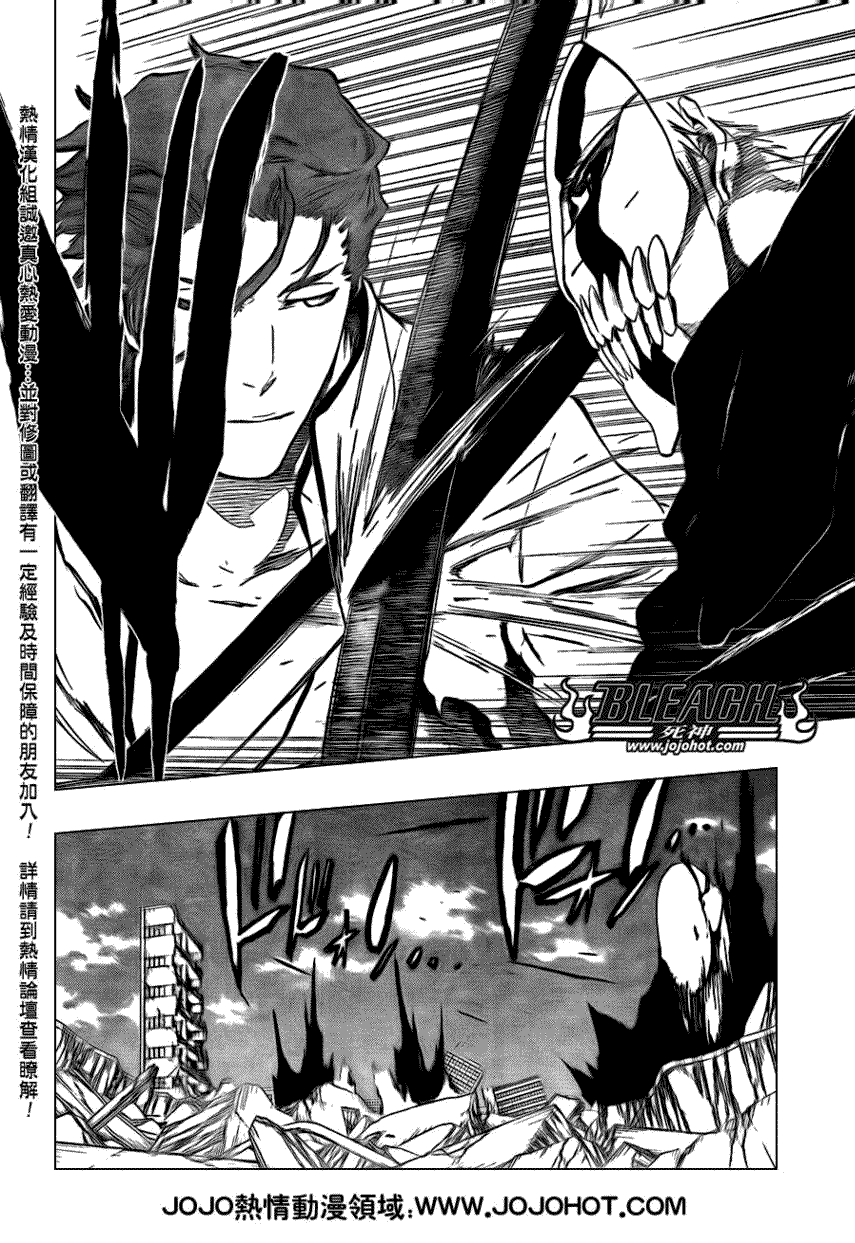 熱情漢化組誠邀真心熱愛動漫…並對修圖或翻譯有一定經驗及時間保障的朋友加入！ 詳情請到熱情論壇查看瞭解！
BLEACH
死神
www.jojohot.com
JOJO熱情動漫領域:WWW.JOJOHOT.COM